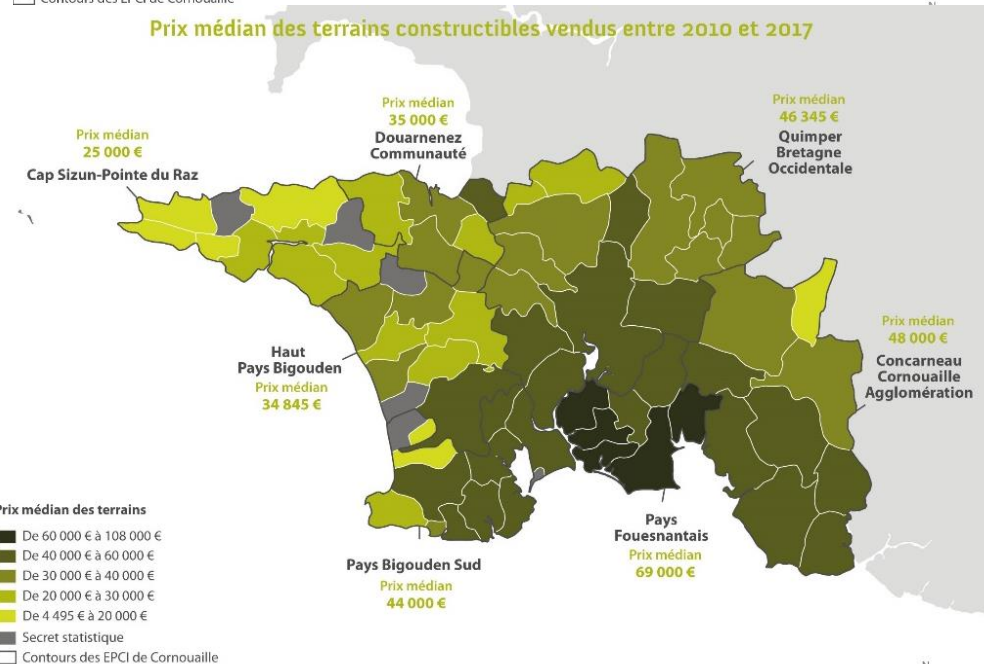 Contours des EPCI de Cornouaille
Prix médian des terrains constructibles vendus entre 2010 et 2017
Prix médian
46 345 €
Quimper
Bretagne
Occidentale
Prix médian
35 000 €
Douarnenez
Communauté
Prix médian
25 000 €
Cap Sizun-Pointe du Raz
Prix médian
48 000 €
Concarneau
Cornouaille
Agglomération
Haut
Pays Bigouden
Prix médian
34 845 €
Pays
Fouesnantais
Prix médian
69 000 €
Pays Bigouden Sud
Prix médian
44 000 €
Prix médian des terrains
De 60 000 € à 108 000 €
De 40 000 € à 60 000 €
De 30 000 € à 40 000 €
De 20 000 € à 30 000 €
De 4 495 € à 20 000 €
Secret statistique
Contours des EPCI de Cornouaille